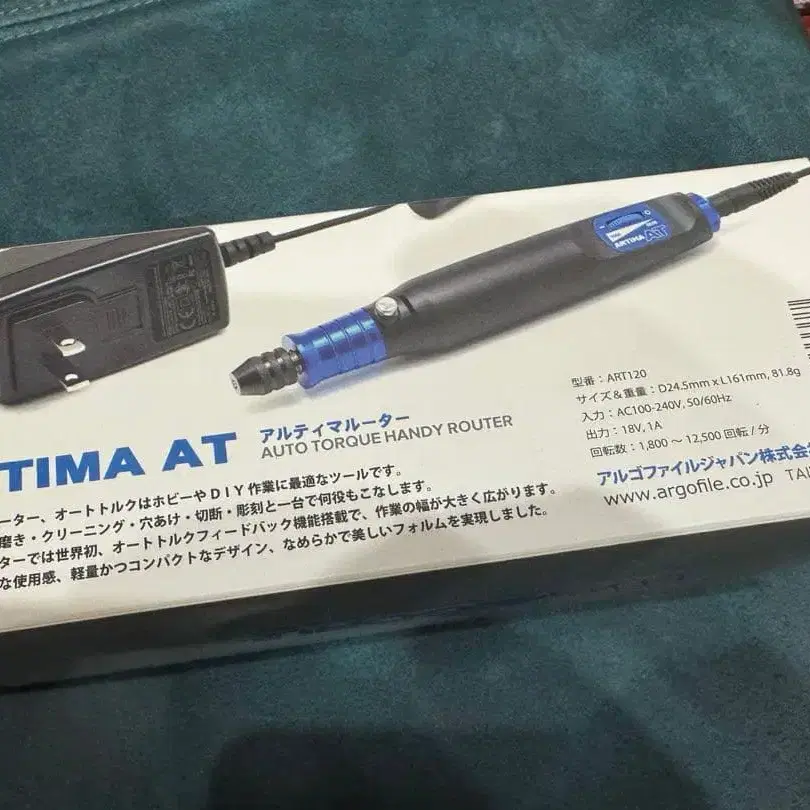 ARTIMA AT
TIMA AT アルティマルーター
AUTO TORQUE HANDY ROUTER
ーター、オートトルクはホビーやDIY作業に最適なツールです。
磨き・クリーニング・穴あけ・切断・彫刻と一台で何役もこなします。
ターでは世界初、オートトルクフィードバック機能搭載で、作業の幅が大きく広がります。
な使用感、軽量かつコンパクトなデザイン、なめらかで美しいフォルムを実現しました。
型番：ART120
サイズ&重量：D24.5mm x L161mm, 81.8g
入力：AC100-240V, 50/60Hz
出力：18V, 1A
回転数：1,800 〜 12,500 回転 / 分
アルゴファイルジャパン株式会
www.argofile.co.jp TAI